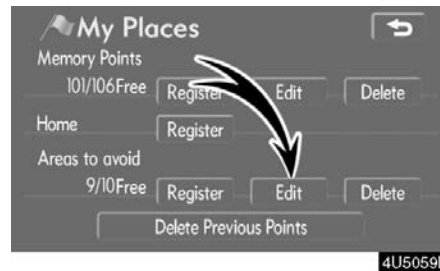 My Places
Memory Points
101/106Free Register Edit Delete
Home Register
Areas to avoid
9/10Free Register Edit Delete
Delete Previous Points
4U5059